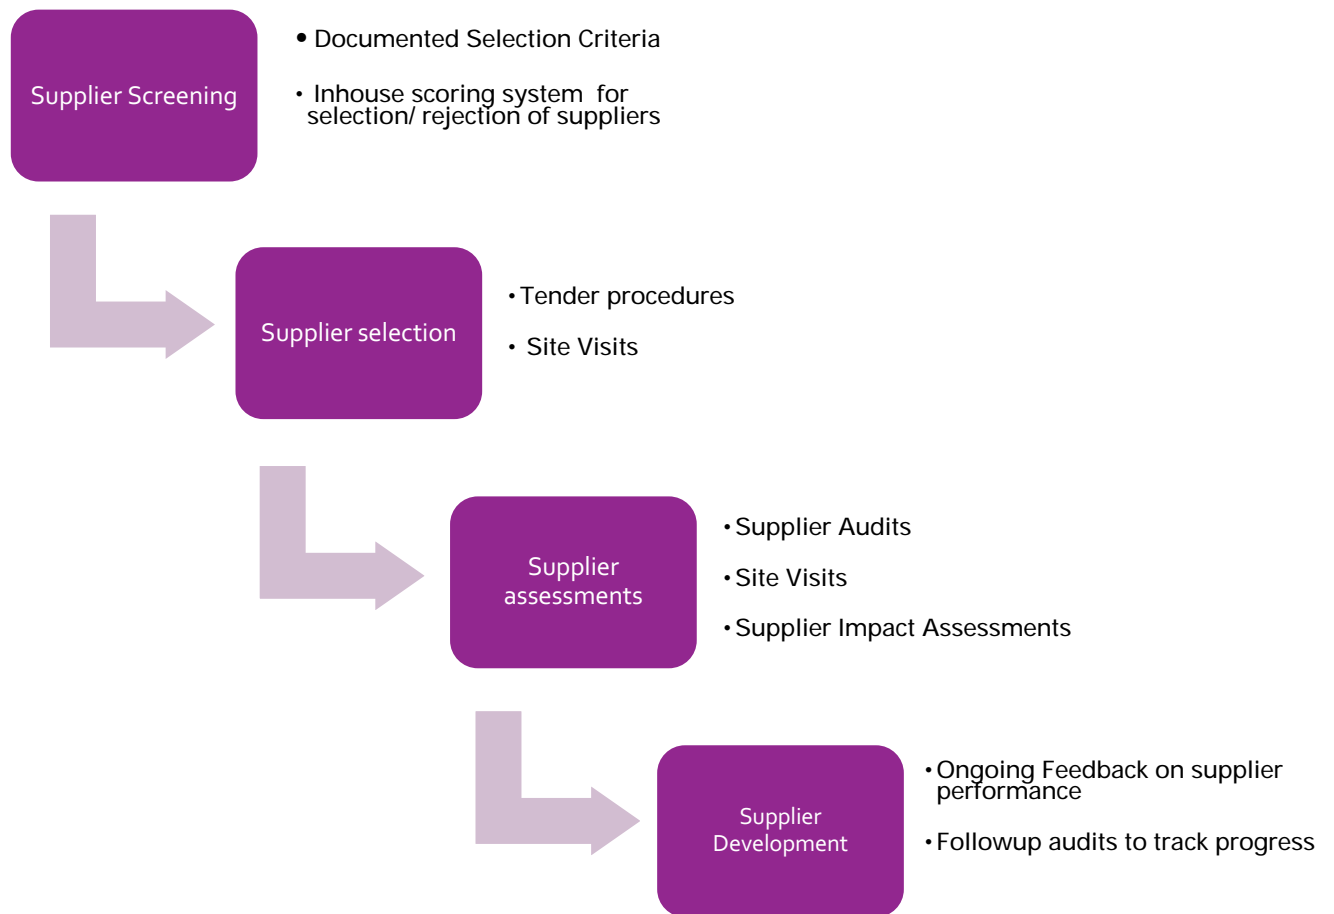 Supplier Screening
• Documented Selection Criteria
• Inhouse scoring system for
selection/ rejection of suppliers
Supplier selection
• Tender procedures
• Site Visits
Supplier
assessments
• Supplier Audits
• Site Visits
• Supplier Impact Assessments
Supplier
Development
• Ongoing Feedback on supplier
performance
• Followup audits to track progress